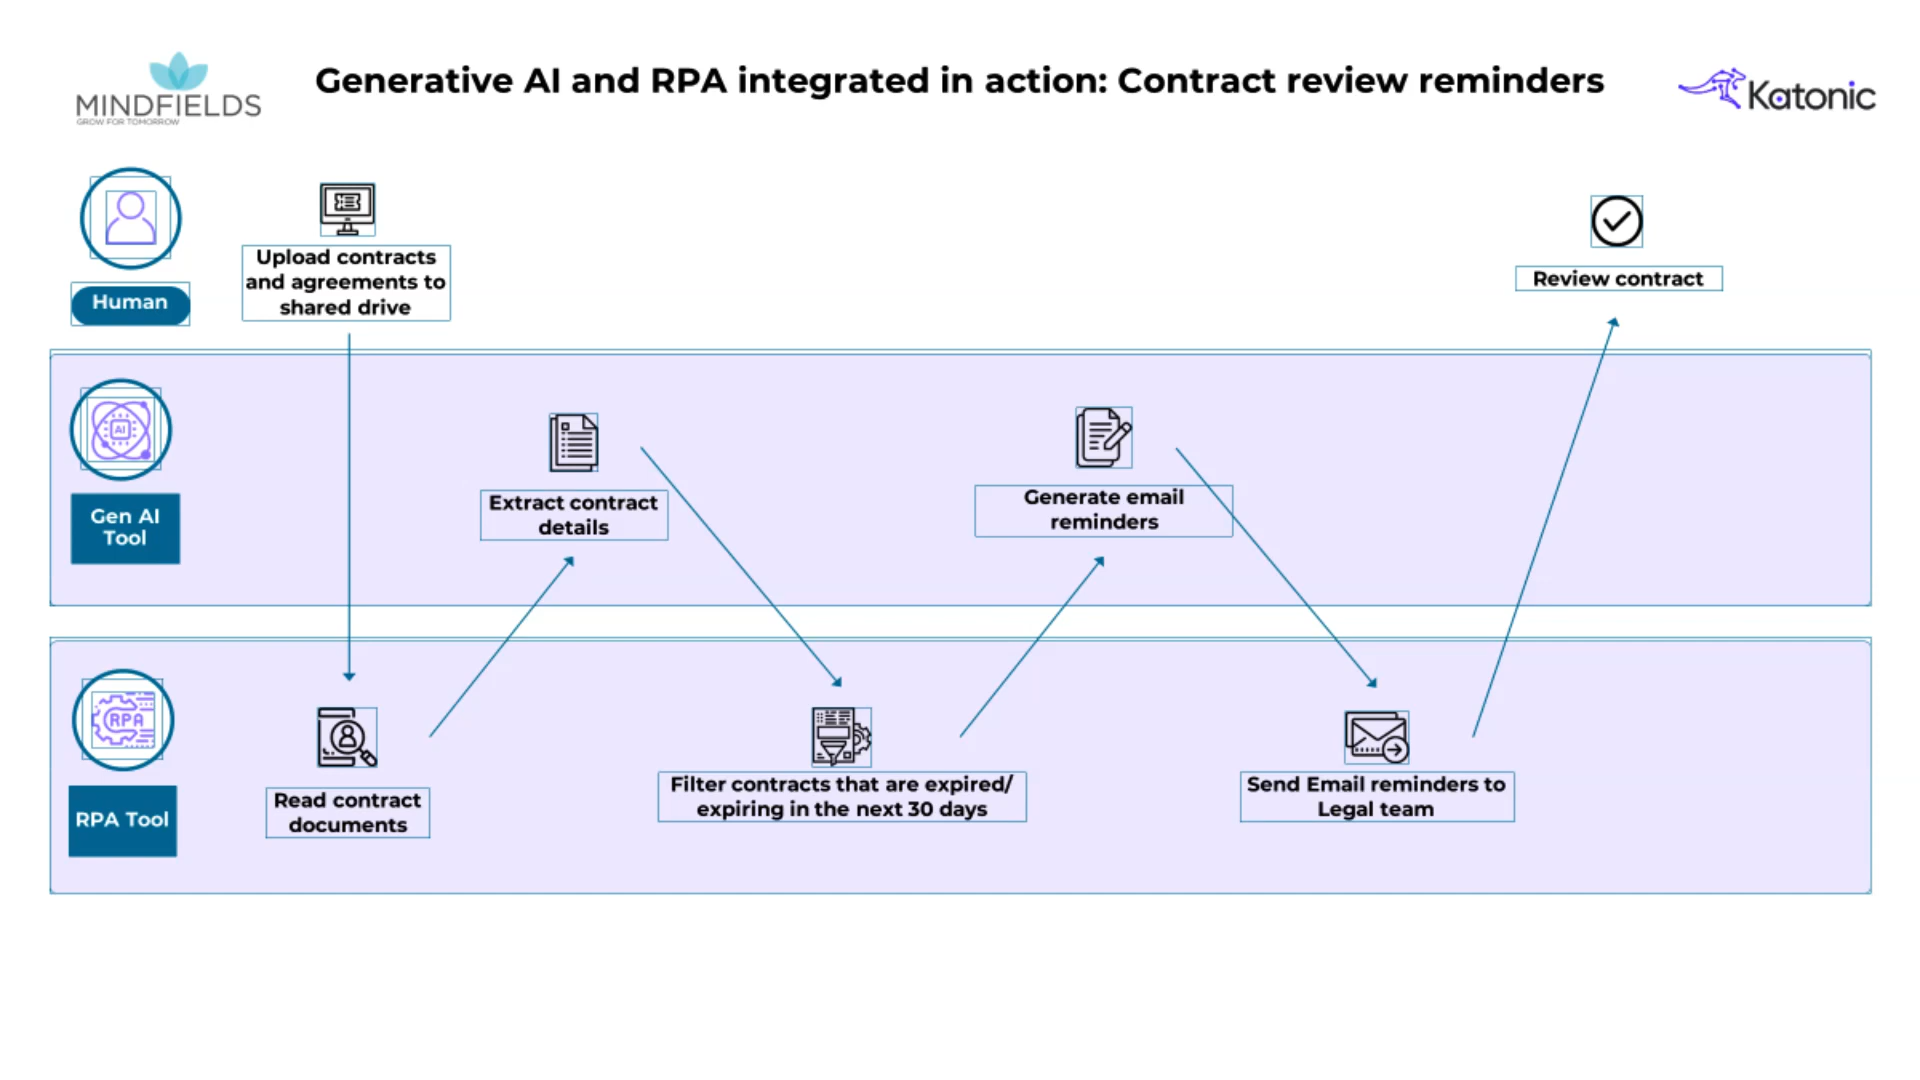 MINDFIELDS
GROW FOR TOMORROW
Generative AI and RPA integrated in action: Contract review reminders
Katonic
Human
Upload contracts
and agreements to
shared drive
Review contract
AI
Gen AI
Tool
Extract contract
details
Generate email
reminders
RPA
RPA Tool
Read contract
documents
Filter contracts that are expired/
expiring in the next 30 days
Send Email reminders to
Legal team